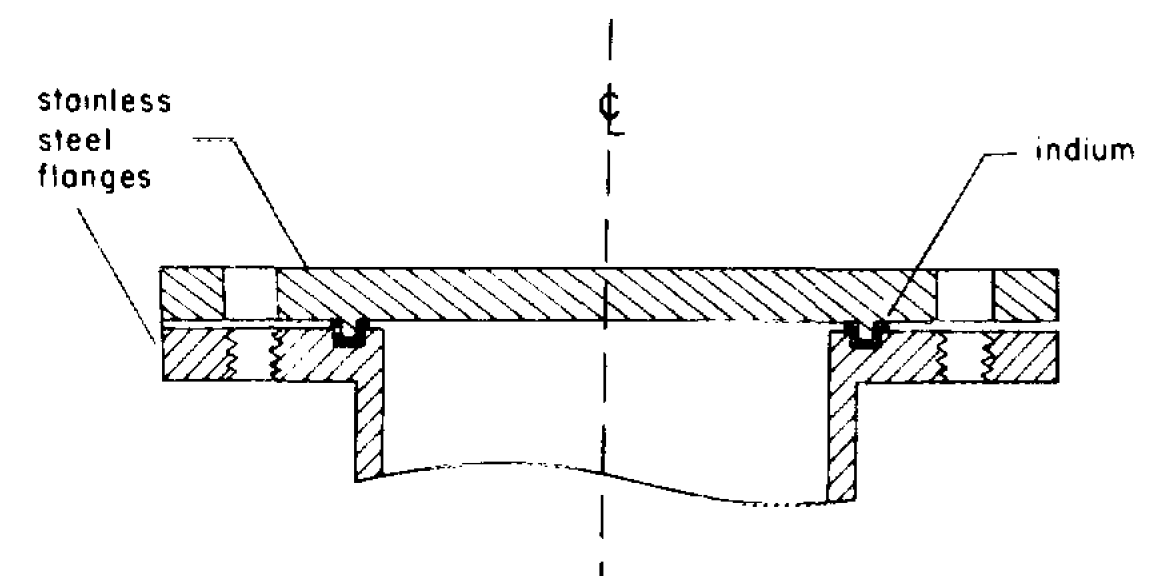 ℄
stainless
steel
flanges
indium